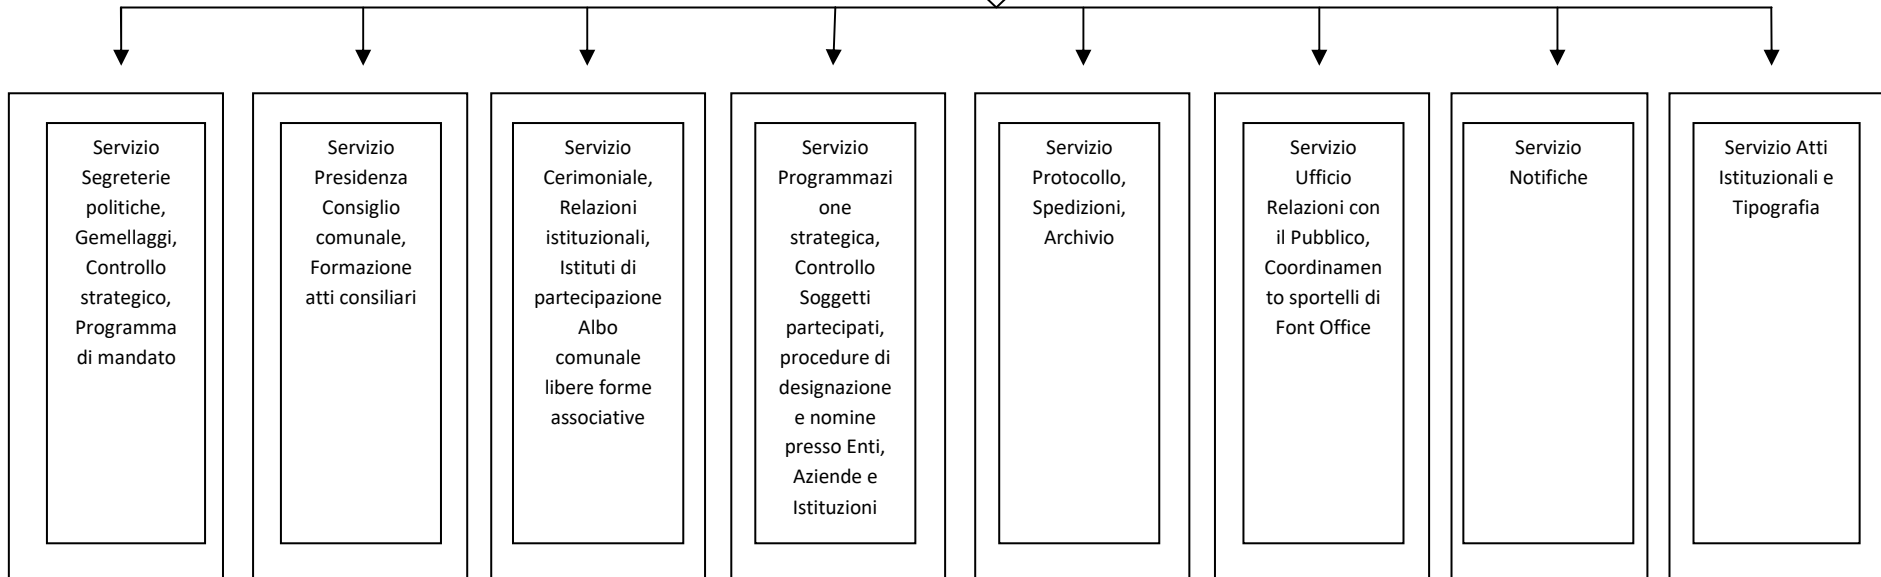 Servizio
Segreterie
politiche,
Gemellaggi,
Controllo
strategico,
Programma
di mandato
Servizio
Presidenza
Consiglio
comunale,
Formazione
atti consiliari
Servizio
Cerimoniale,
Relazioni
istituzionali,
Istituti di
partecipazione
Albo
comunale
libere forme
associative
Servizio
Programmazi
one
strategica,
Controllo
Soggetti
partecipati,
procedure di
designazione
e nomine
presso Enti,
Aziende e
Istituzioni
Servizio
Protocollo,
Spedizioni,
Archivio
Servizio
Ufficio
Relazioni con
il Pubblico,
Coordinamen
to sportelli di
Font Office
Servizio
Notifiche
Servizio Atti
Istituzionali e
Tipografia